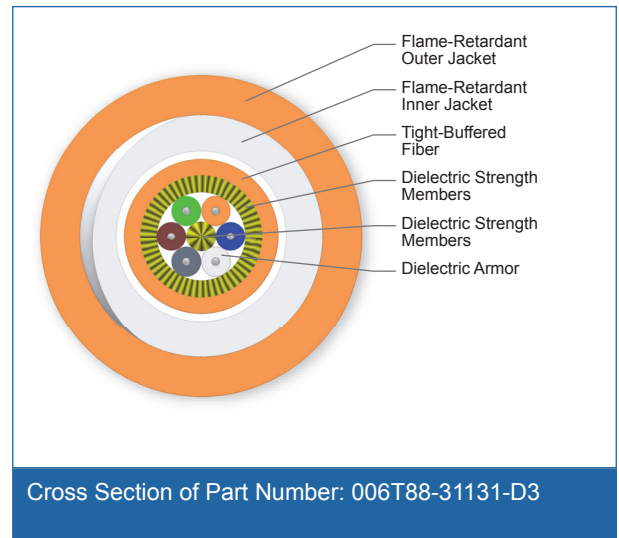 Flame-Retardant
Outer Jacket
Flame-Retardant
Inner Jacket
Tight-Buffered
Fiber
Dielectric Strength
Members
Dielectric Strength
Members
Dielectric Armor
Cross Section of Part Number: 006T88-31131-D3